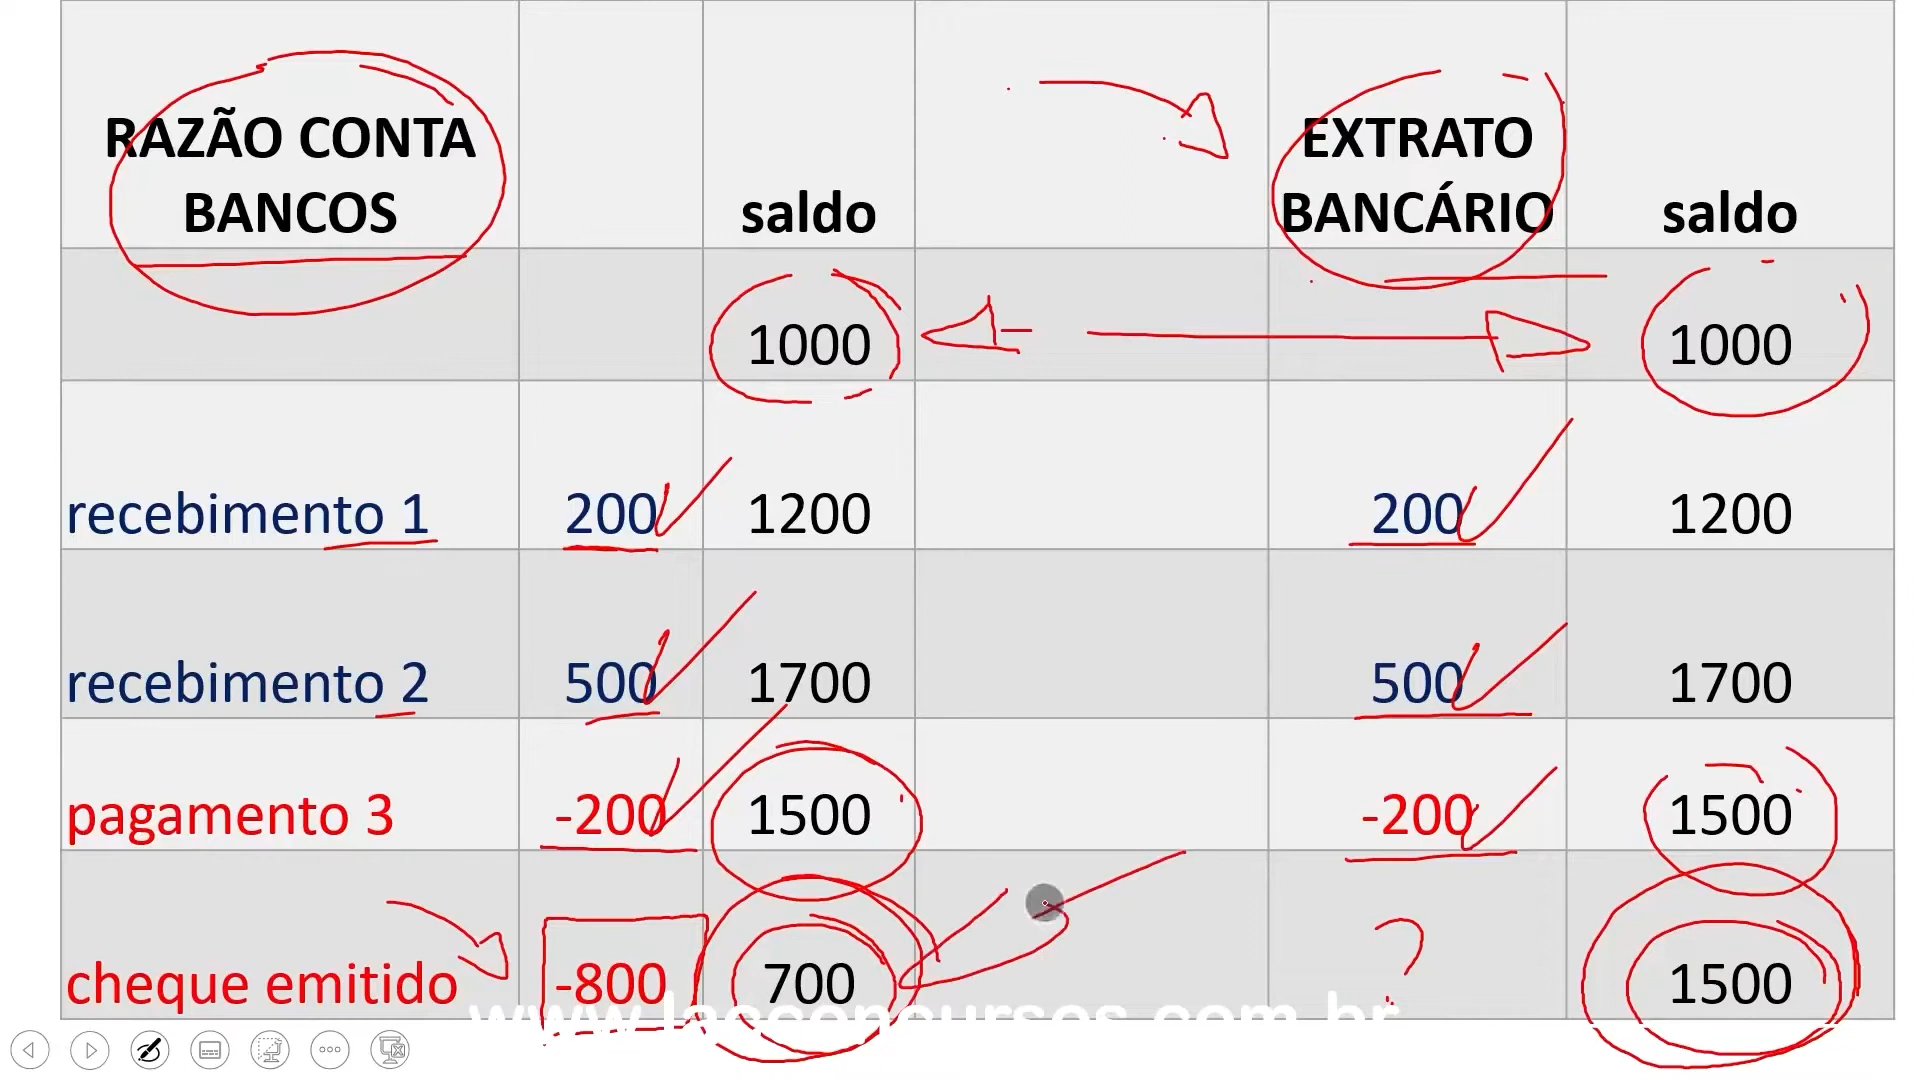 RAZÃO CONTA
BANCOS
saldo
EXTRATO
BANCÁRIO
saldo
1000
1000
recebimento 1
200
1200
200
1200
recebimento 2
500
1700
500
1700
pagamento 3
-200
1500
-200
1500
cheque emitido
-800
700
?
1500